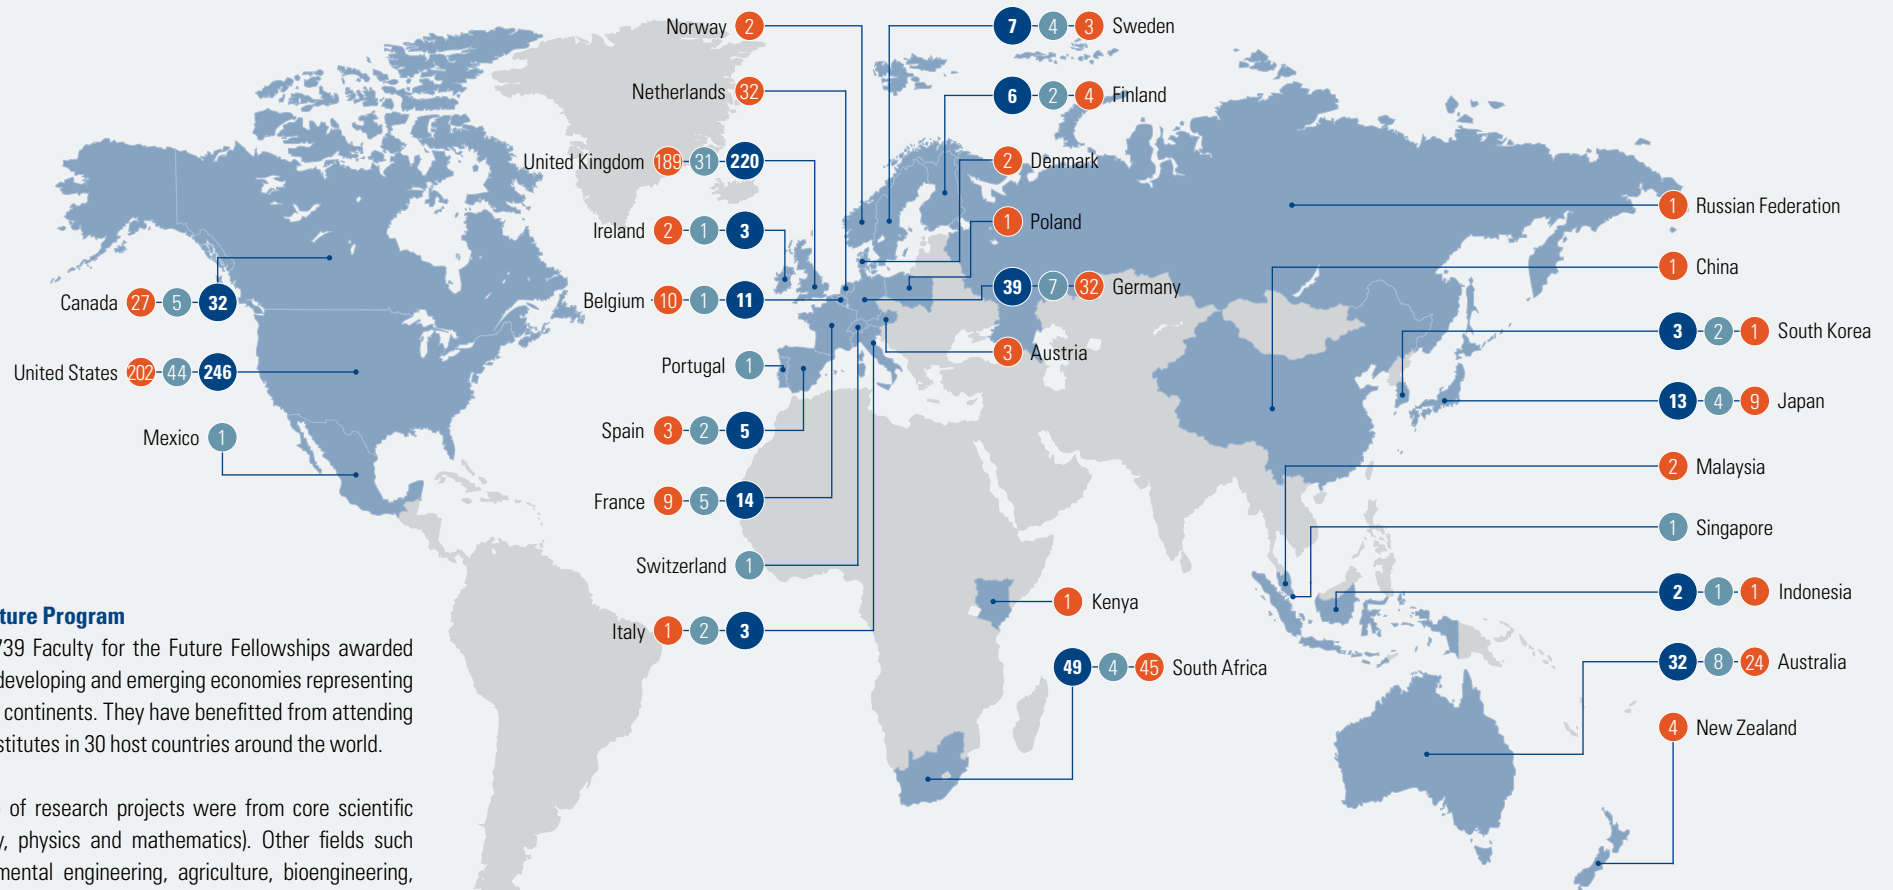 Norway 2
Netherlands 32
United Kingdom 189 31 220
Ireland 2 1 3
Belgium 10 1 11
Portugal 1
Spain 3 2 5
France 9 5 14
Switzerland 1
Italy 1 2 3
Canada 27 5 32
United States 202 44 246
Mexico 1
7 4 3 Sweden
6 2 4 Finland
2 Denmark
1 Poland
39 7 32 Germany
3 Austria
1 Kenya
49 4 45 South Africa
1 Russian Federation
1 China
3 2 1 South Korea
13 4 9 Japan
2 Malaysia
1 Singapore
2 1 1 Indonesia
32 8 24 Australia
4 New Zealand
ture Program
739 Faculty for the Future Fellowships awarded
developing and emerging economies representing
continents. They have benefitted from attending
stitutes in 30 host countries around the world.
of research projects were from core scientific
y, physics and mathematics). Other fields such
mental engineering, agriculture, bioengineering,